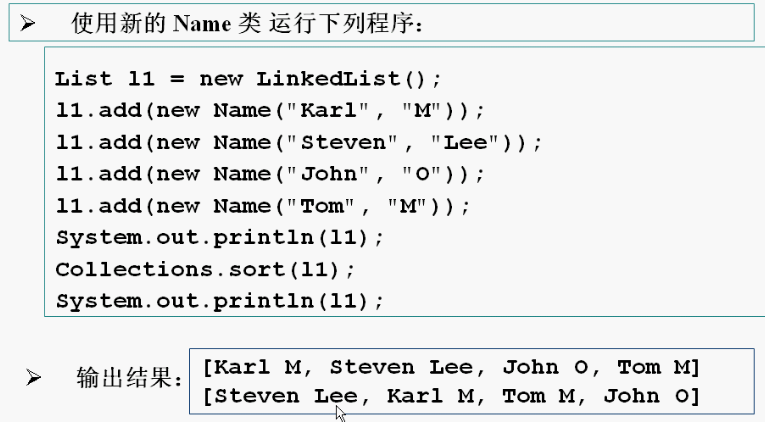 ➢ 使用新的 Name 类 运行下列程序：
List l1 = new LinkedList();
l1.add(new Name("Karl", "M"));
l1.add(new Name("Steven", "Lee"));
l1.add(new Name("John", "O"));
l1.add(new Name("Tom", "M"));
System.out.println(l1);
Collections.sort(l1);
System.out.println(l1);
➢ 输出结果：
[Karl M, Steven Lee, John O, Tom M]
[Steven Lee, Karl M, Tom M, John O]